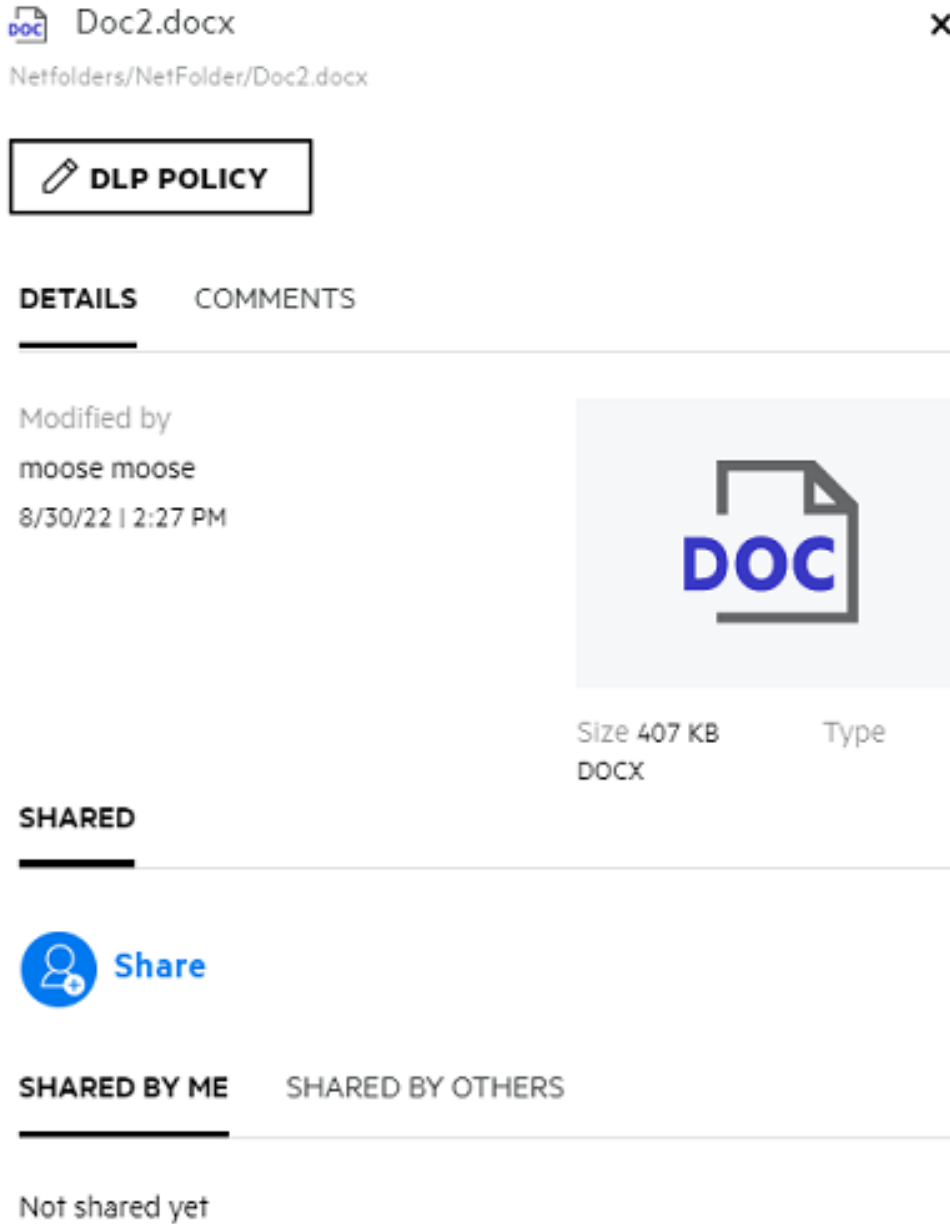 DOC Doc2.docx
Netfolders/NetFolder/Doc2.docx
DLP POLICY
DETAILS COMMENTS
Modified by
moose moose
8/30/22 | 2:27 PM
DOC
Size 407 KB Type
DOCX
SHARED
Share
SHARED BY ME SHARED BY OTHERS
Not shared yet